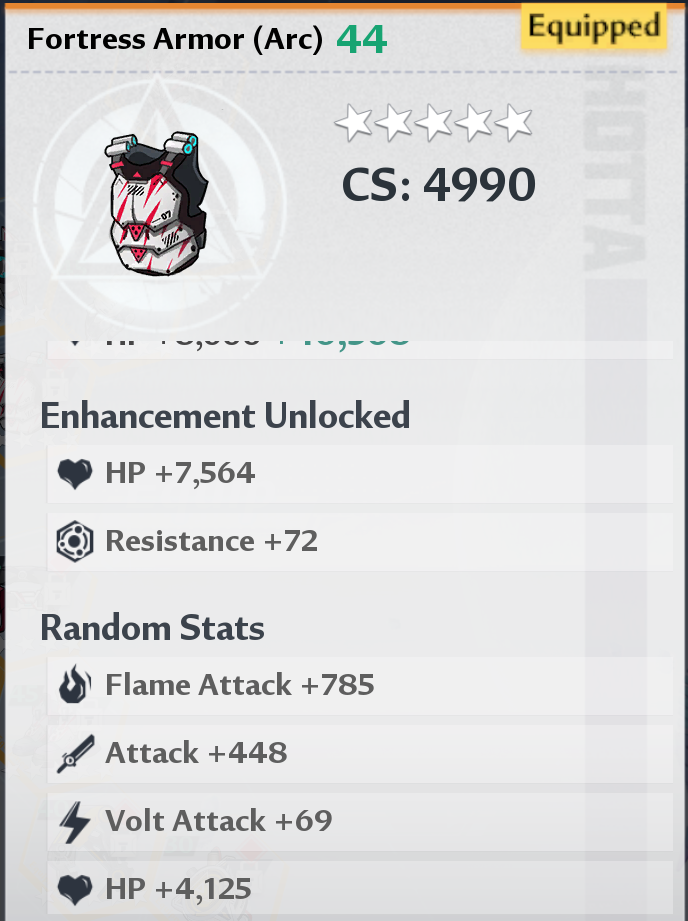 Fortress Armor (Arc) 44
Equipped
CS: 4990
HOTTA
Enhancement Unlocked
HP +7,564
Resistance +72
Random Stats
Flame Attack +785
Attack +448
Volt Attack +69
HP +4,125